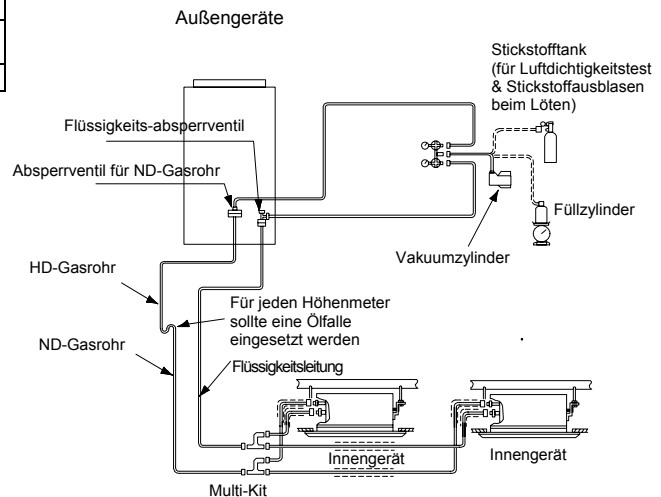 Außengeräte
Stickstofftank
(für Luftdichtigkeitstest
& Stickstoffausblasen
beim Löten)
Flüssigkeits-absperrventil
Absperrventil für ND-Gasrohr
Füllzylinder
Vakuumzylinder
HD-Gasrohr
Für jeden Höhenmeter
sollte eine Ölfalle
eingesetzt werden
ND-Gasrohr
Flüssigkeitsleitung
Innengerät
Innengerät
Multi-Kit